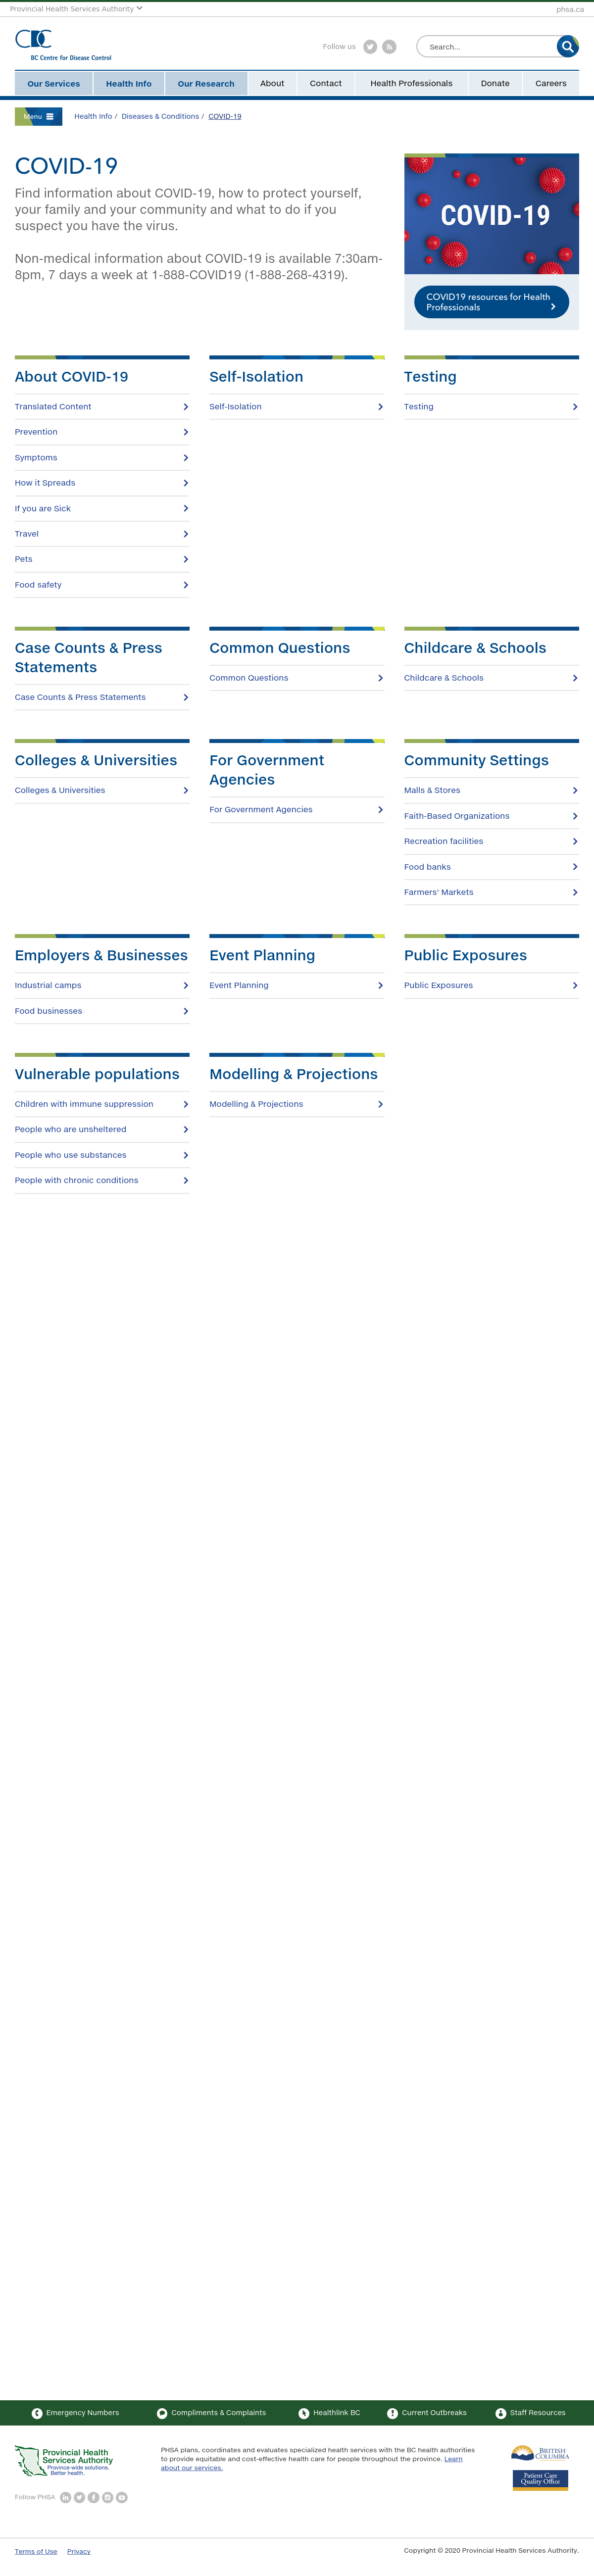 Provincial Health Services Authority
phsa.ca
BC Centre for Disease Control
Follow us
Search...
Our Services
Health Info
Our Research
About
Contact
Health Professionals
Donate
Careers
Menu
Health Info / Diseases & Conditions / COVID-19
COVID-19
Find information about COVID-19, how to protect yourself,
your family and your community and what to do if you
suspect you have the virus.
Non-medical information about COVID-19 is available 7:30am-
8pm, 7 days a week at 1-888-COVID19 (1-888-268-4319).
COVID-19
COVID19 resources for Health
Professionals
About COVID-19
Translated Content
Prevention
Symptoms
How it Spreads
If you are Sick
Travel
Pets
Food safety
Self-Isolation
Self-Isolation
Testing
Testing
Case Counts & Press
Statements
Case Counts & Press Statements
Common Questions
Common Questions
Childcare & Schools
Childcare & Schools
Colleges & Universities
Colleges & Universities
For Government
Agencies
For Government Agencies
Community Settings
Malls & Stores
Faith-Based Organizations
Recreation facilities
Food banks
Farmers' Markets
Employers & Businesses
Industrial camps
Food businesses
Event Planning
Event Planning
Public Exposures
Public Exposures
Vulnerable populations
Children with immune suppression
People who are unsheltered
People who use substances
People with chronic conditions
Modelling & Projections
Modelling & Projections
Emergency Numbers
Compliments & Complaints
Healthlink BC
Current Outbreaks
Staff Resources
Provincial Health
Services Authority
Province-wide solutions.
Better health.
Follow PHSA
PHSA plans, coordinates and evaluates specialized health services with the BC health authorities
to provide equitable and cost-effective health care for people throughout the province. Learn
about our services.
BRITISH
COLUMBIA
Patient Care
Quality Office
Terms of Use
Privacy
Copyright © 2020 Provincial Health Services Authority.